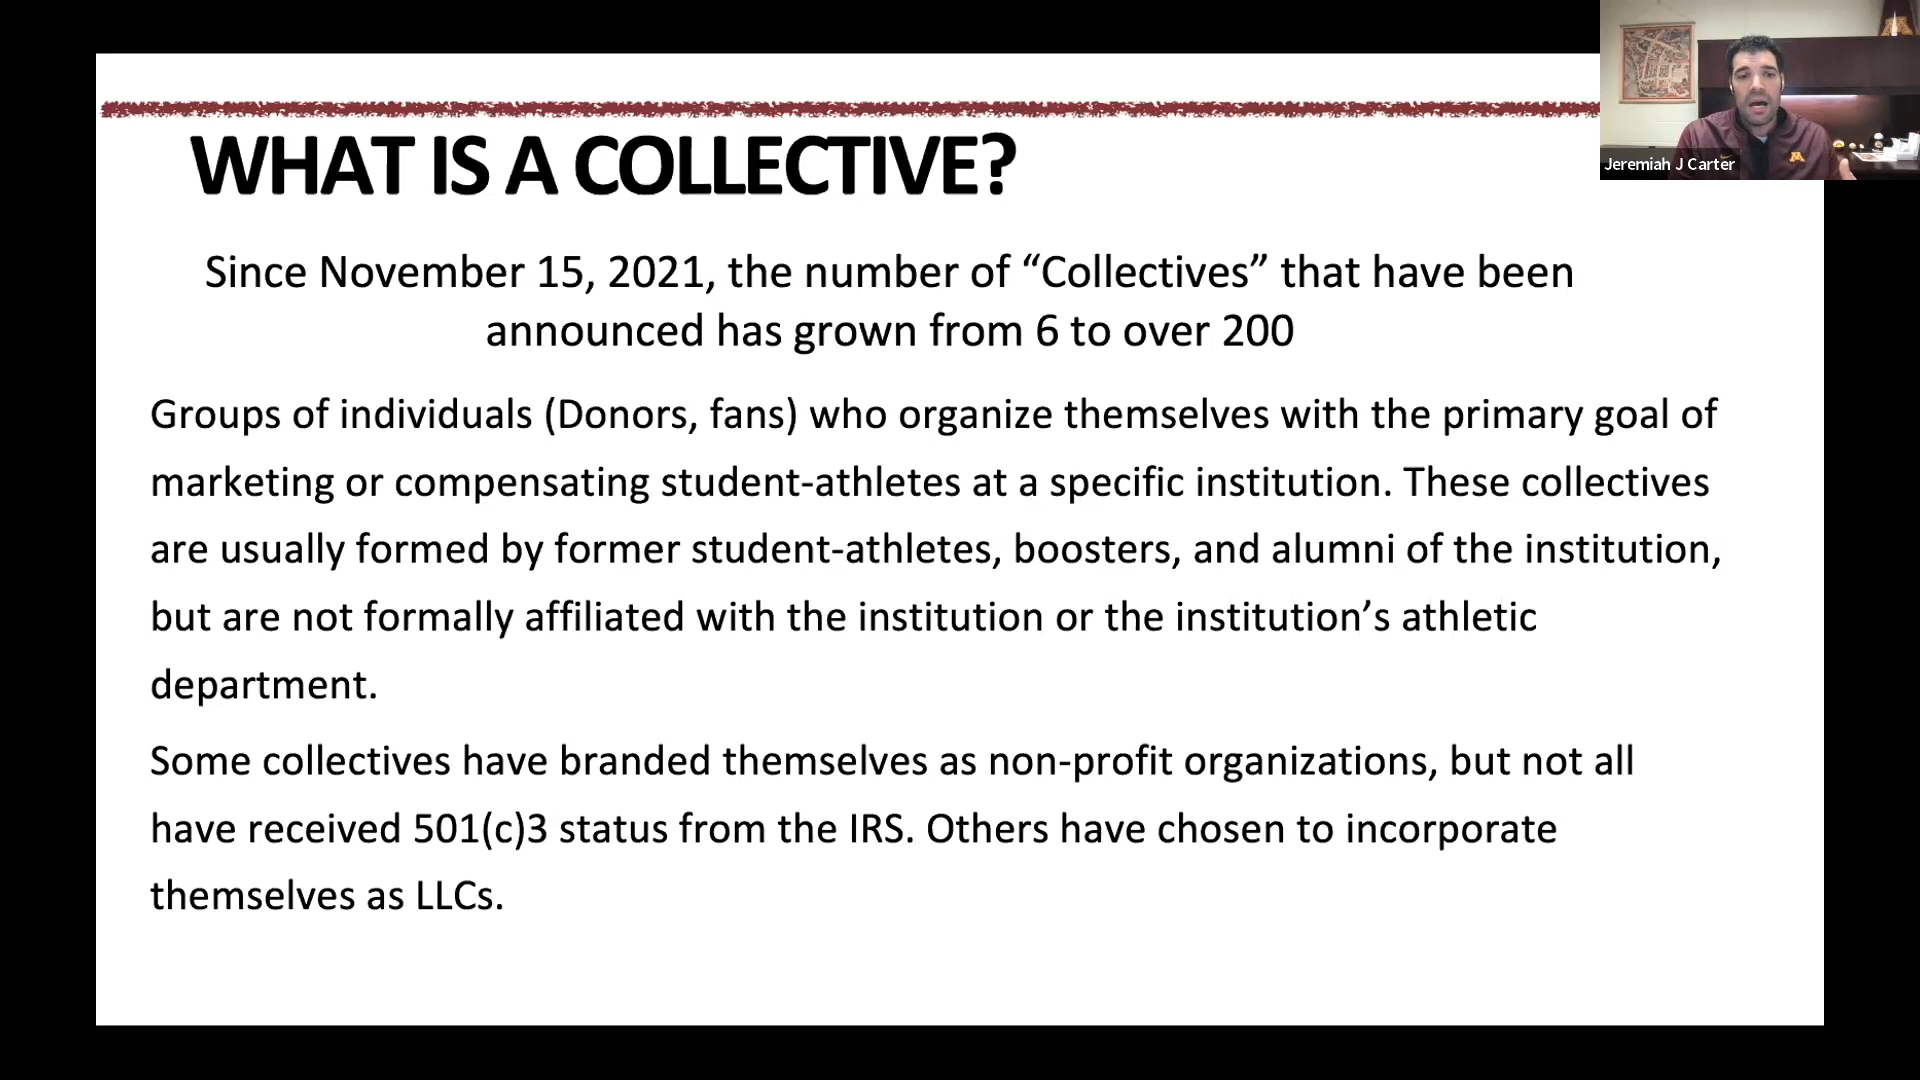 WHAT IS A COLLECTIVE?
Since November 15, 2021, the number of “Collectives” that have been
announced has grown from 6 to over 200
Groups of individuals (Donors, fans) who organize themselves with the primary goal of
marketing or compensating student-athletes at a specific institution. These collectives
are usually formed by former student-athletes, boosters, and alumni of the institution,
but are not formally affiliated with the institution or the institution’s athletic
department.
Some collectives have branded themselves as non-profit organizations, but not all
have received 501(c)3 status from the IRS. Others have chosen to incorporate
themselves as LLCs.
Jeremiah J Carter
M